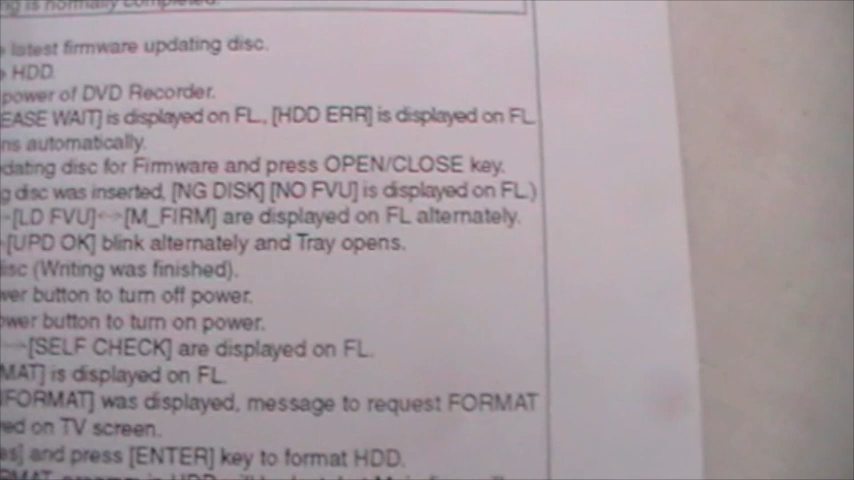 ng is normally completed.
latest firmware updating disc.
HDD.
power of DVD Recorder.
EASE WAIT] is displayed on FL., [HDD ERR] is displayed on FL.
ns automatically.
dating disc for Firmware and press OPEN/CLOSE key.
g disc was inserted, [NG DISK] [NO FVU] is displayed on FL.)
[LD FVU]↔[M_FIRM] are displayed on FL alternately.
[UPD OK] blink alternately and Tray opens.
isc (Writing was finished).
wer button to turn off power.
ower button to turn on power.
→[SELF CHECK] are displayed on FL.
MAT] is displayed on FL.
FORMAT] was displayed, message to request FORMAT
ed on TV screen.
es] and press [ENTER] key to format HDD.